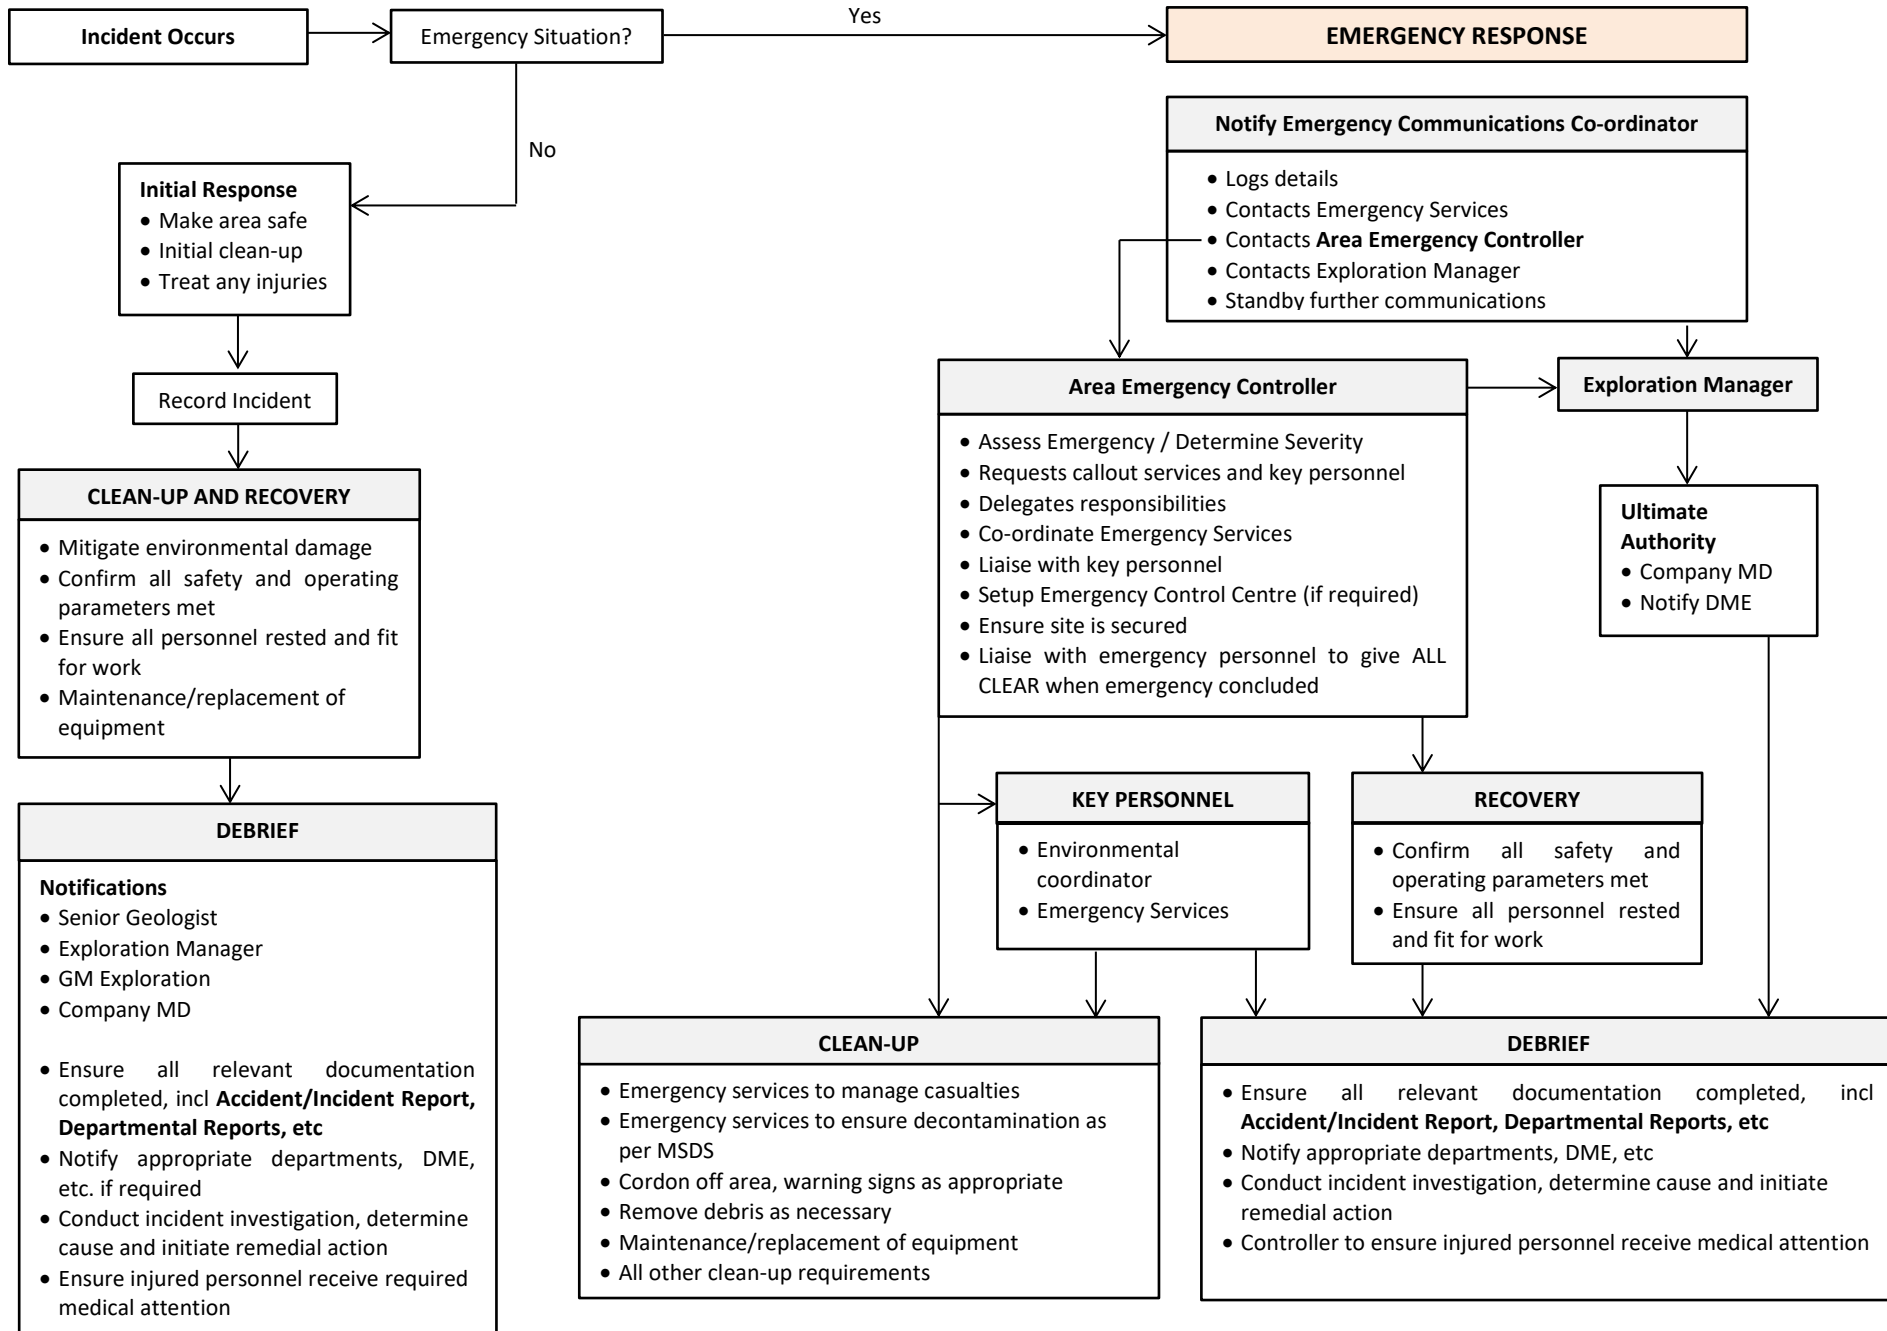 Incident Occurs
Emergency Situation?
Yes
EMERGENCY RESPONSE
No
Initial Response
• Make area safe
• Initial clean-up
• Treat any injuries
Record Incident
CLEAN-UP AND RECOVERY
• Mitigate environmental damage
• Confirm all safety and operating
parameters met
• Ensure all personnel rested and fit
for work
• Maintenance/replacement of
equipment
DEBRIEF
Notifications
• Senior Geologist
• Exploration Manager
• GM Exploration
• Company MD
• Ensure all relevant documentation
completed, incl Accident/Incident Report,
Departmental Reports, etc
• Notify appropriate departments, DME,
etc. if required
• Conduct incident investigation, determine
cause and initiate remedial action
• Ensure injured personnel receive required
medical attention
Notify Emergency Communications Co-ordinator
• Logs details
• Contacts Emergency Services
• Contacts Area Emergency Controller
• Contacts Exploration Manager
• Standby further communications
Area Emergency Controller
• Assess Emergency / Determine Severity
• Requests callout services and key personnel
• Delegates responsibilities
• Co-ordinate Emergency Services
• Liaise with key personnel
• Setup Emergency Control Centre (if required)
• Ensure site is secured
• Liaise with emergency personnel to give ALL
CLEAR when emergency concluded
Exploration Manager
Ultimate
Authority
• Company MD
• Notify DME
KEY PERSONNEL
• Environmental
coordinator
• Emergency Services
RECOVERY
• Confirm all safety and
operating parameters met
• Ensure all personnel rested
and fit for work
CLEAN-UP
• Emergency services to manage casualties
• Emergency services to ensure decontamination as
per MSDS
• Cordon off area, warning signs as appropriate
• Remove debris as necessary
• Maintenance/replacement of equipment
• All other clean-up requirements
DEBRIEF
• Ensure all relevant documentation completed, incl
Accident/Incident Report, Departmental Reports, etc
• Notify appropriate departments, DME, etc
• Conduct incident investigation, determine cause and initiate
remedial action
• Controller to ensure injured personnel receive medical attention